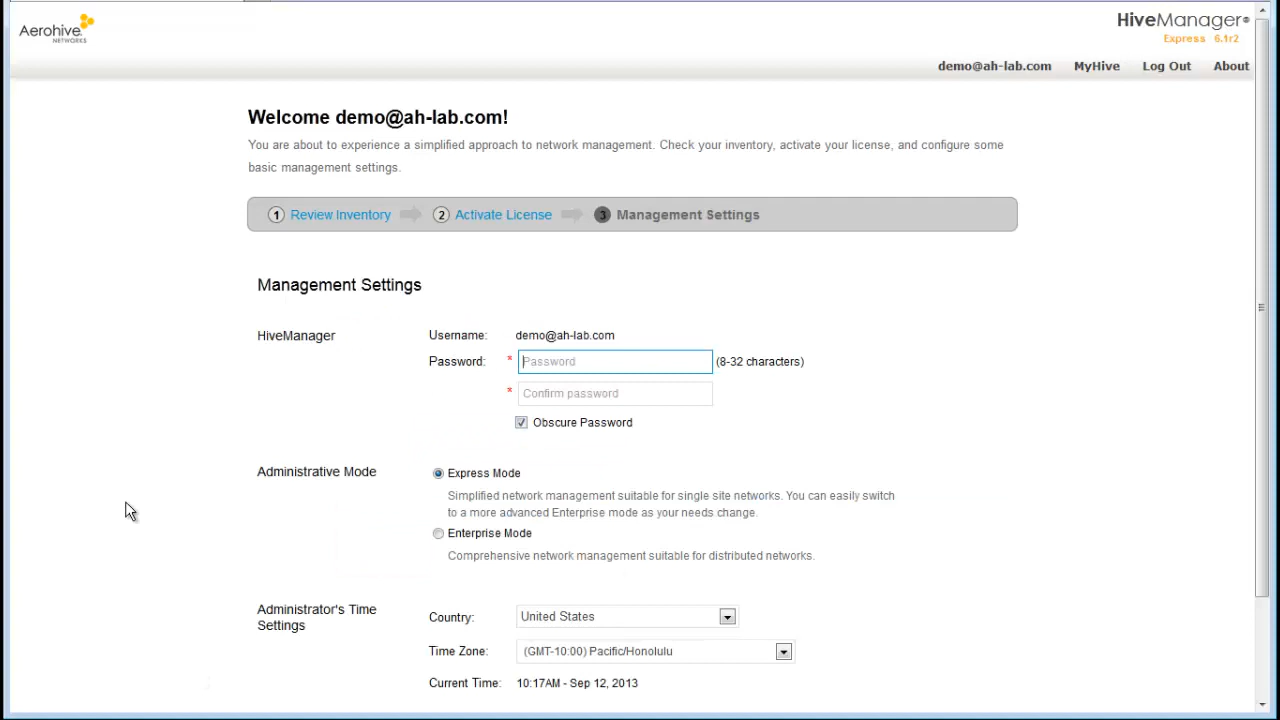 Aerohive
NETWORKS
HiveManager®
Express 6.1r2
demo@ah-lab.com MyHive Log Out About
Welcome demo@ah-lab.com!
You are about to experience a simplified approach to network management. Check your inventory, activate your license, and configure some
basic management settings.
1 Review Inventory 2 Activate License 3 Management Settings
Management Settings
HiveManager Username: demo@ah-lab.com
Password: * Password (8-32 characters)
* Confirm password
Obscure Password
Administrative Mode Express Mode
Simplified network management suitable for single site networks. You can easily switch
to a more advanced Enterprise mode as your needs change.
Enterprise Mode
Comprehensive network management suitable for distributed networks.
Administrator's Time
Settings
Country: United States
Time Zone: (GMT-10:00) Pacific/Honolulu
Current Time: 10:17AM - Sep 12, 2013